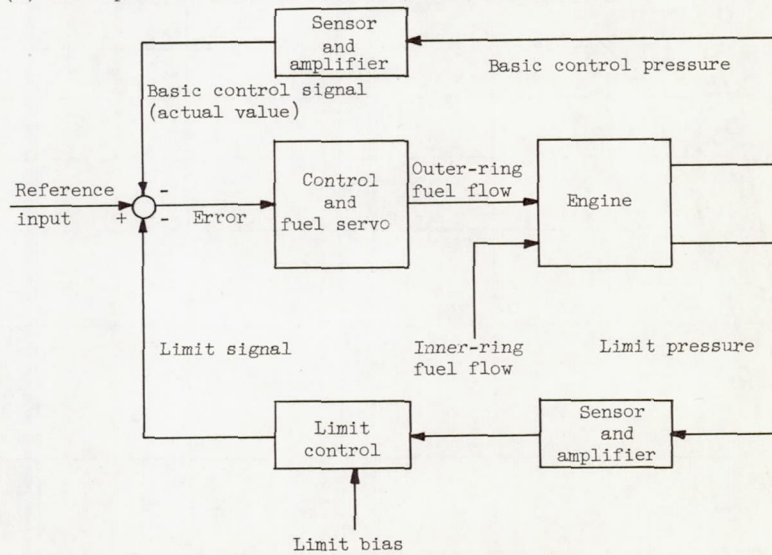 Sensor
and
amplifier
Basic control pressure
Basic control signal
(actual value)
Reference
input
+
-
-
Error
Control
and
fuel servo
Outer-ring
fuel flow
Engine
Limit signal
Inner-ring
fuel flow
Limit pressure
Limit
control
Sensor
and
amplifier
Limit bias